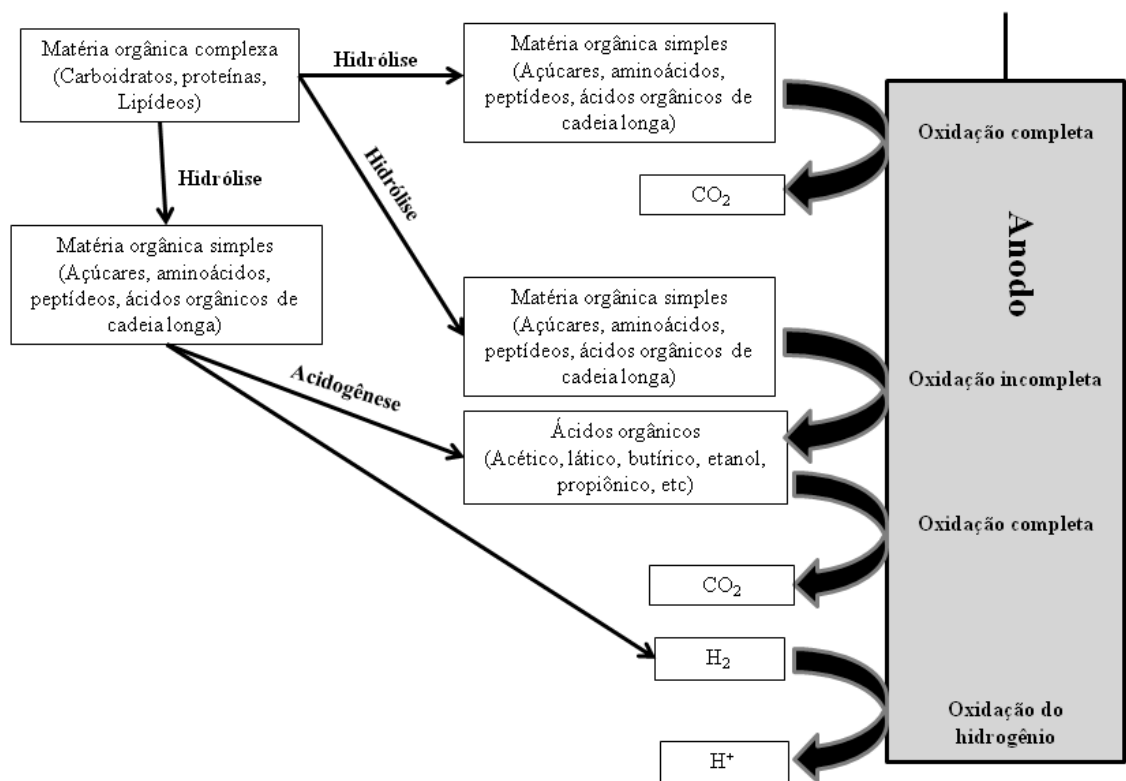 Matéria orgânica complexa
(Carboidratos, proteínas,
Lipídeos)
Hidrólise
Matéria orgânica simples
(Açúcares, aminoácidos,
peptídeos, ácidos orgânicos de
cadeia longa)
Oxidação completa
CO₂
Hidrólise
Hidrólise
Matéria orgânica simples
(Açúcares, aminoácidos,
peptídeos, ácidos orgânicos de
cadeia longa)
Anodo
Matéria orgânica simples
(Açúcares, aminoácidos,
peptídeos, ácidos orgânicos de
cadeia longa)
Oxidação incompleta
Acidogênese
Ácidos orgânicos
(Acético, lático, butírico, etanol,
propiônico, etc)
Oxidação completa
CO₂
H₂
Oxidação do
hidrogênio
H⁺